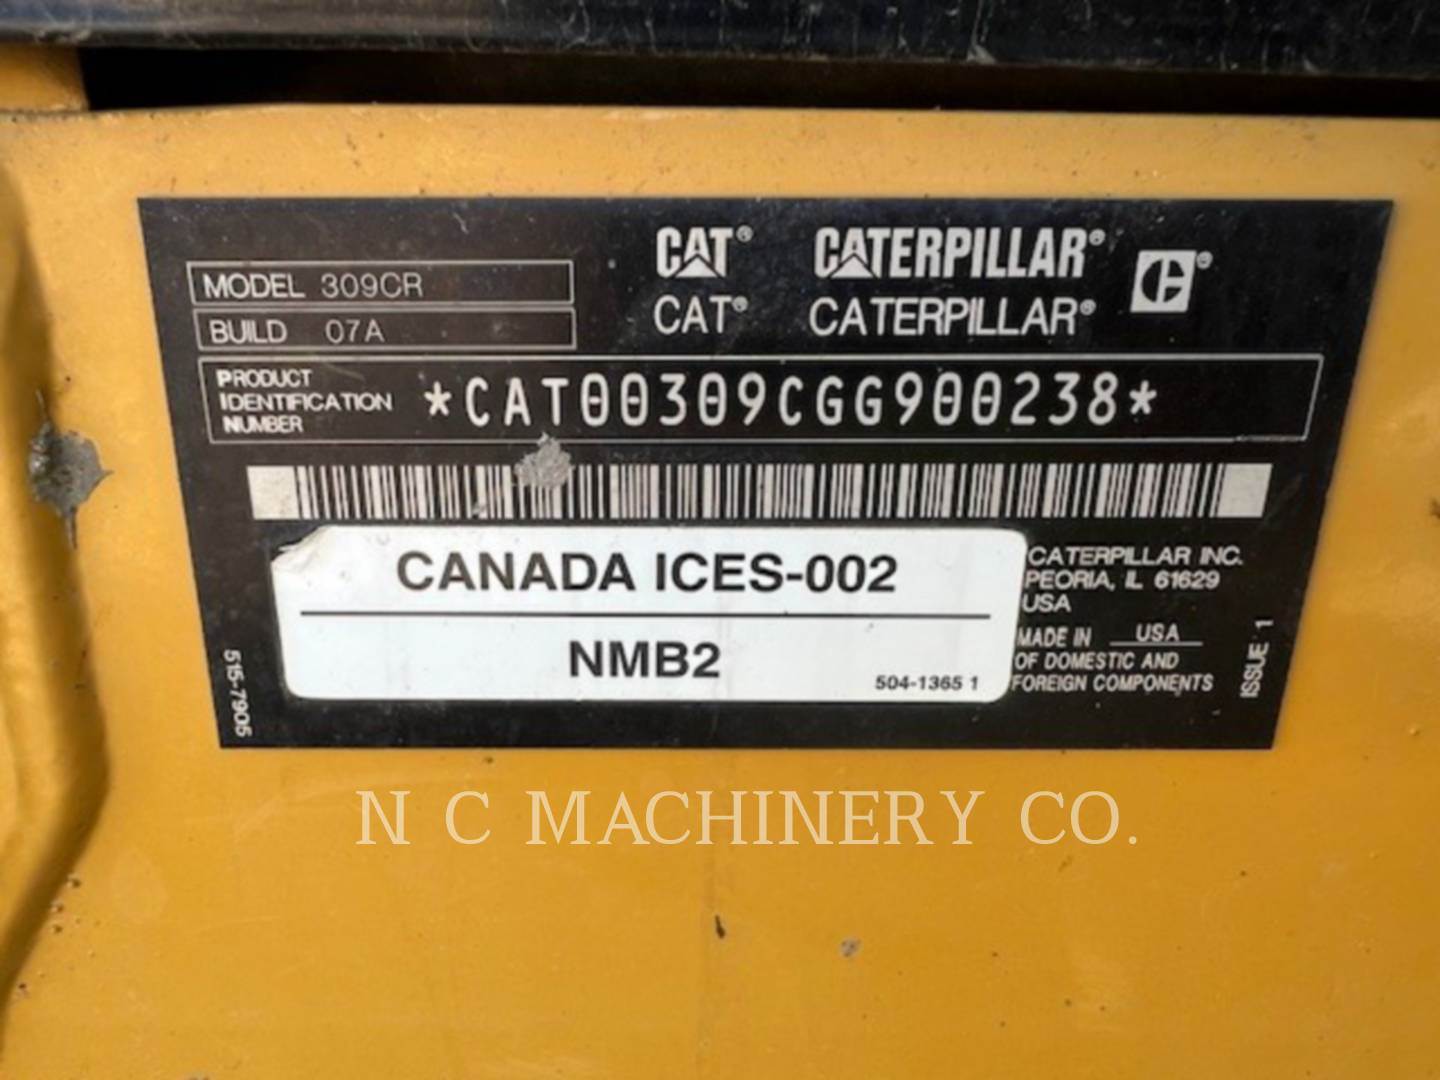 MODEL 309CR
BUILD 07A
CAT® CATERPILLAR® C®
CAT® CATERPILLAR®
PRODUCT
IDENTIFICATION
NUMBER
*CAT00309CGG900238*
CANADA ICES-002
NMB2
504-1365 1
CATERPILLAR INC.
PEORIA, IL 61629
USA
MADE IN USA
OF DOMESTIC AND
FOREIGN COMPONENTS
ISSUE 1
515-7905
N C MACHINERY CO.